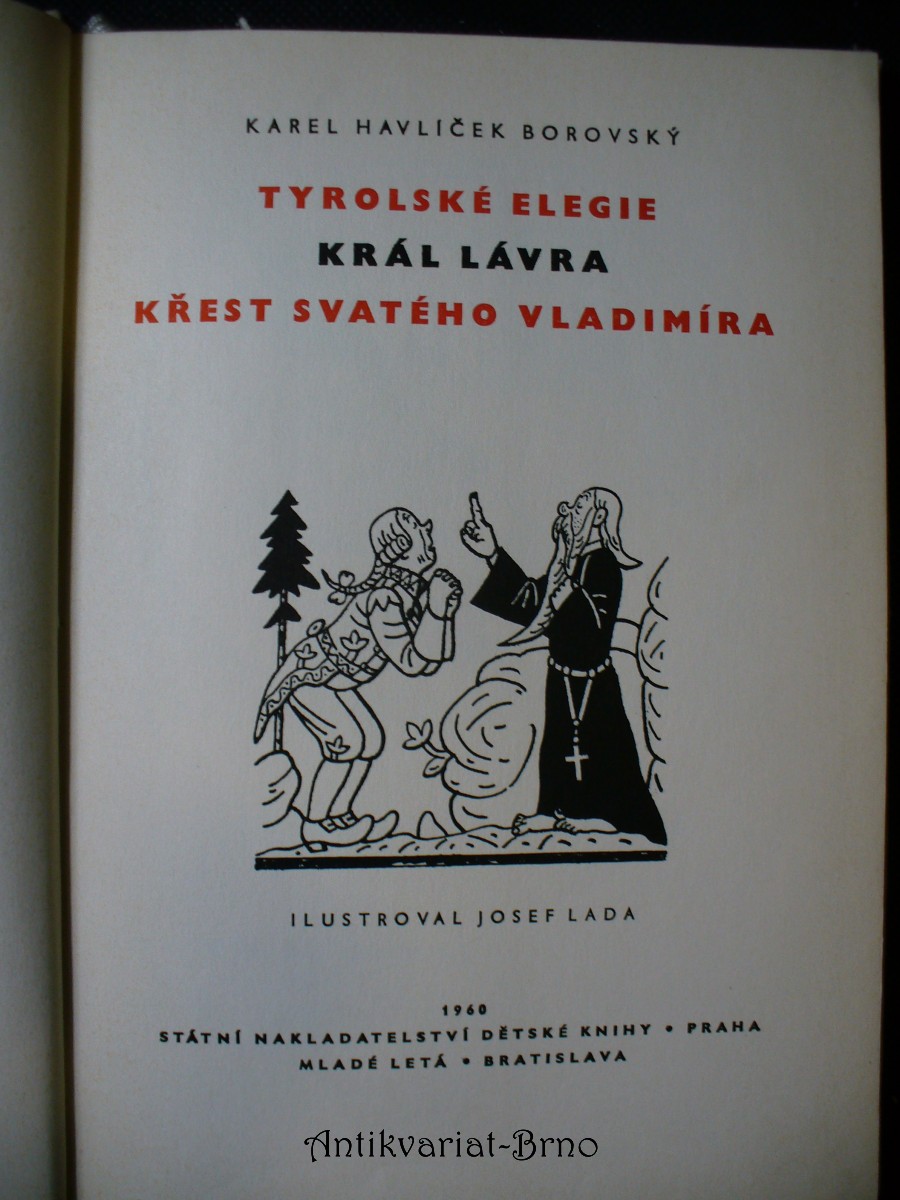 KAREL HAVLÍČEK BOROVSKÝ
TYROLSKÉ ELEGIE
KRÁL LÁVRA
KŘEST SVATÉHO VLADIMÍRA
ILUSTROVAL JOSEF LADA
1960
STÁTNÍ NAKLADATELSTVÍ DĚTSKÉ KNIHY • PRAHA
MLADÉ LETÁ • BRATISLAVA
Antikvariat-Brno